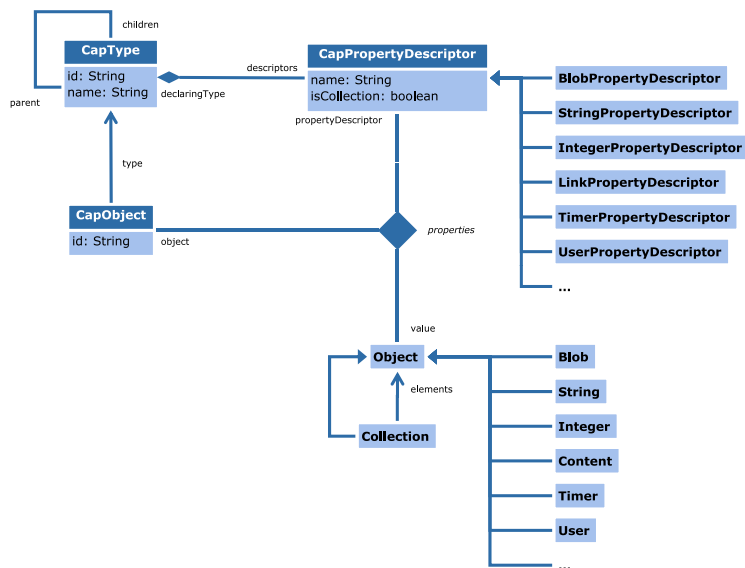 children
CapType
id: String
name: String
parent
declaringType
descriptors
CapPropertyDescriptor
name: String
isCollection: boolean
propertyDescriptor
BlobPropertyDescriptor
StringPropertyDescriptor
IntegerPropertyDescriptor
LinkPropertyDescriptor
TimerPropertyDescriptor
UserPropertyDescriptor
...
type
CapObject
id: String
object
properties
value
Object
elements
Collection
Blob
String
Integer
Content
Timer
User
...